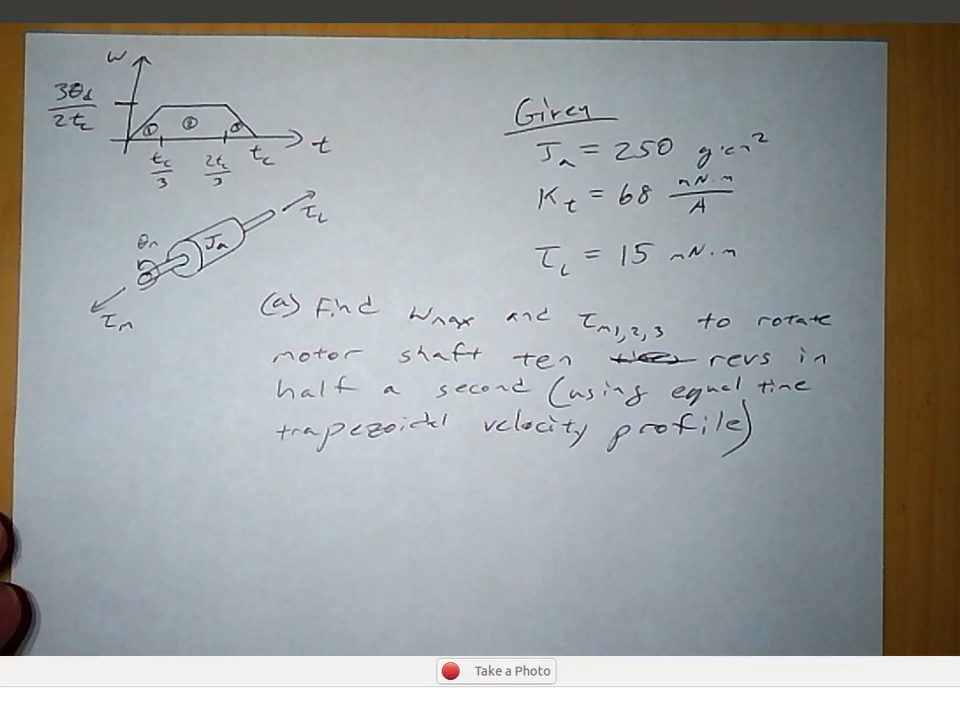 ω
3θd
2tc
① ② ③
tc
3
2tc
3
tc
t
Given
Jm = 250 g·cm²
Kt = 68 mN·m
A
τL = 15 mN·m
θm
Jm
τL
τm
(a) Find ωmax and τm1,2,3 to rotate
motor shaft ten revs in
half a second (using equal time
trapezoidal velocity profile)
Take a Photo